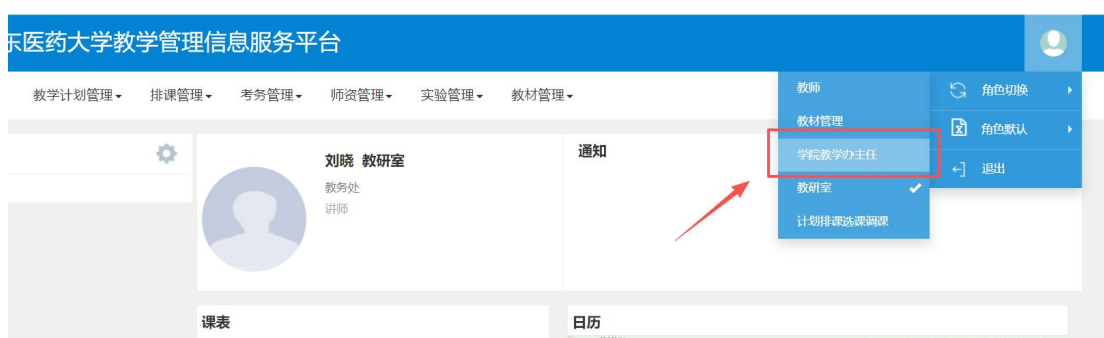 医药大学教学管理信息服务平台
教学计划管理 排课管理 考务管理 师资管理 实验管理 教材管理
教师
教材管理
学院教学办主任
教研室
计划排课选课调课
角色切换
角色默认
退出
刘晓 教研室
教务处
讲师
通知
课表
日历